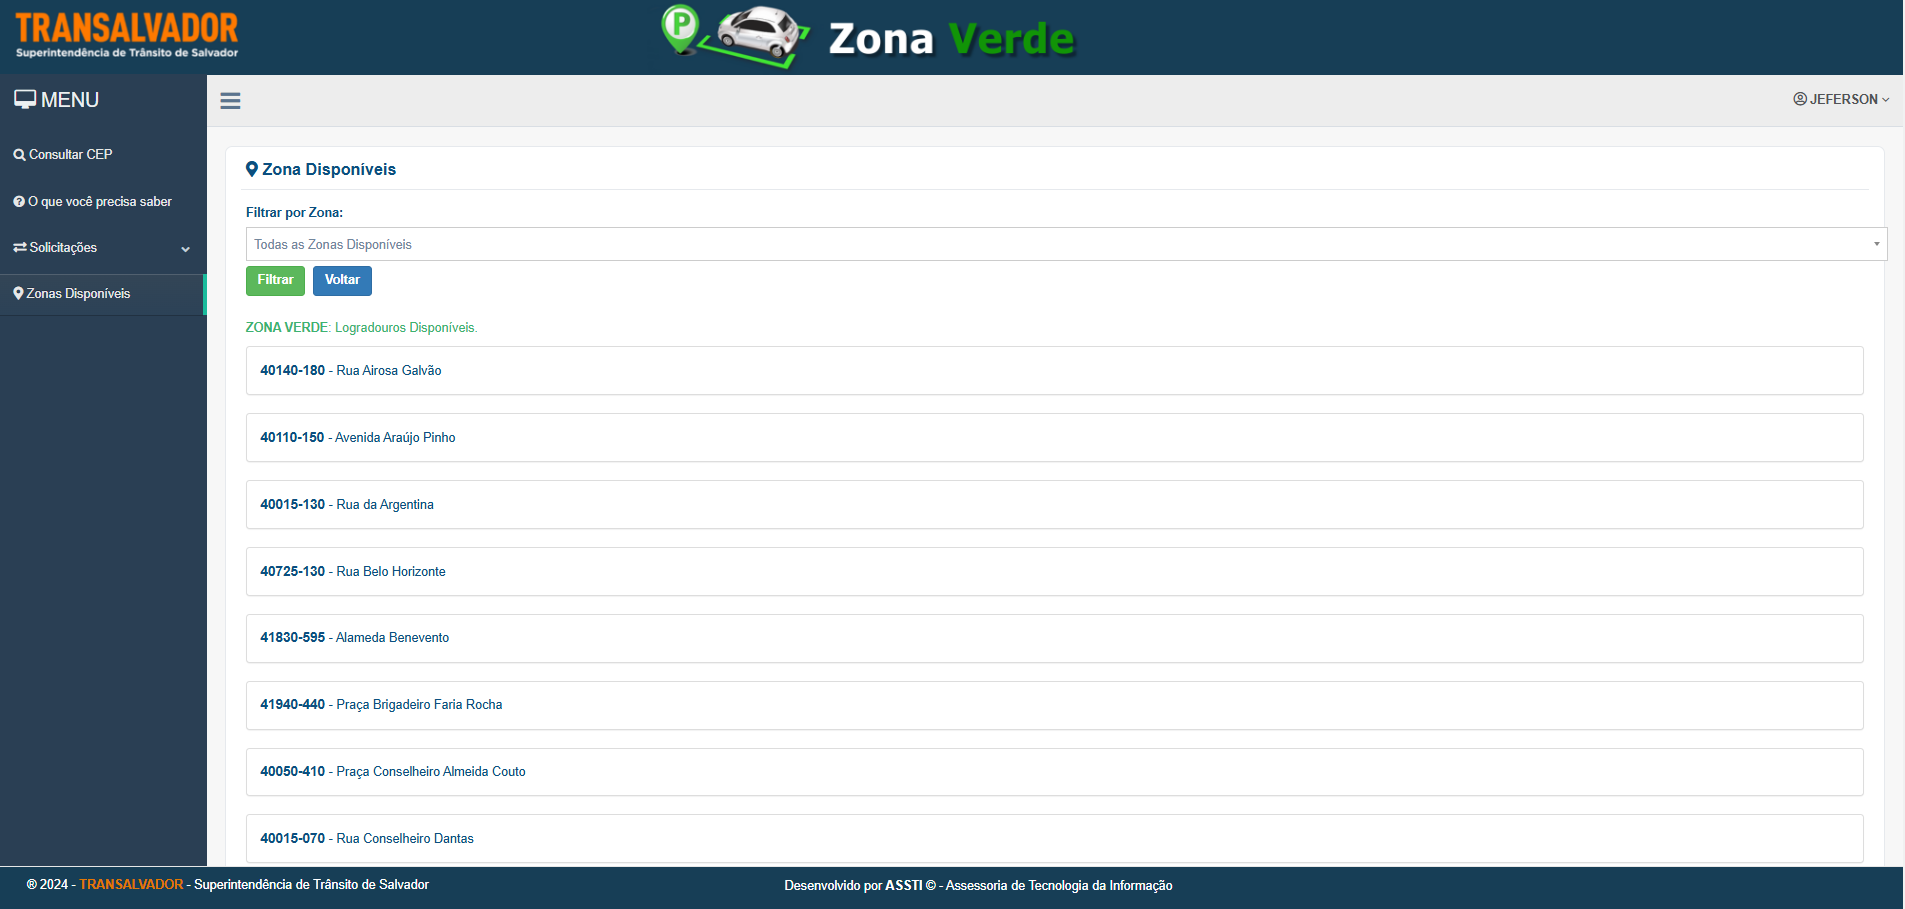 TRANSALVADOR
Superintendência de Trânsito de Salvador
P
Zona Verde
MENU
JEFERSON
Consultar CEP
O que você precisa saber
Solicitações
Zonas Disponíveis
Zona Disponíveis
Filtrar por Zona:
Todas as Zonas Disponíveis
Filtrar Voltar
ZONA VERDE: Logradouros Disponíveis.
40140-180 - Rua Airosa Galvão
40110-150 - Avenida Araújo Pinho
40015-130 - Rua da Argentina
40725-130 - Rua Belo Horizonte
41830-595 - Alameda Benevento
41940-440 - Praça Brigadeiro Faria Rocha
40050-410 - Praça Conselheiro Almeida Couto
40015-070 - Rua Conselheiro Dantas
® 2024 - TRANSALVADOR - Superintendência de Trânsito de Salvador
Desenvolvido por ASSTI © - Assessoria de Tecnologia da Informação